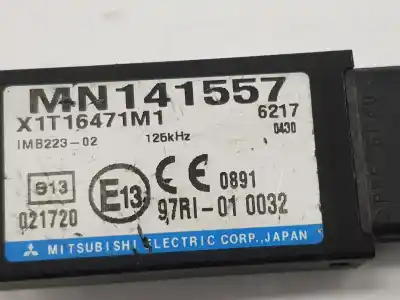 MN141557
X1T16471M1 6217
IMB223-02 125kHz 0430
e13 E13 CE 0891
021720 97RI-01 0032
MITSUBISHI ELECTRIC CORP., JAPAN